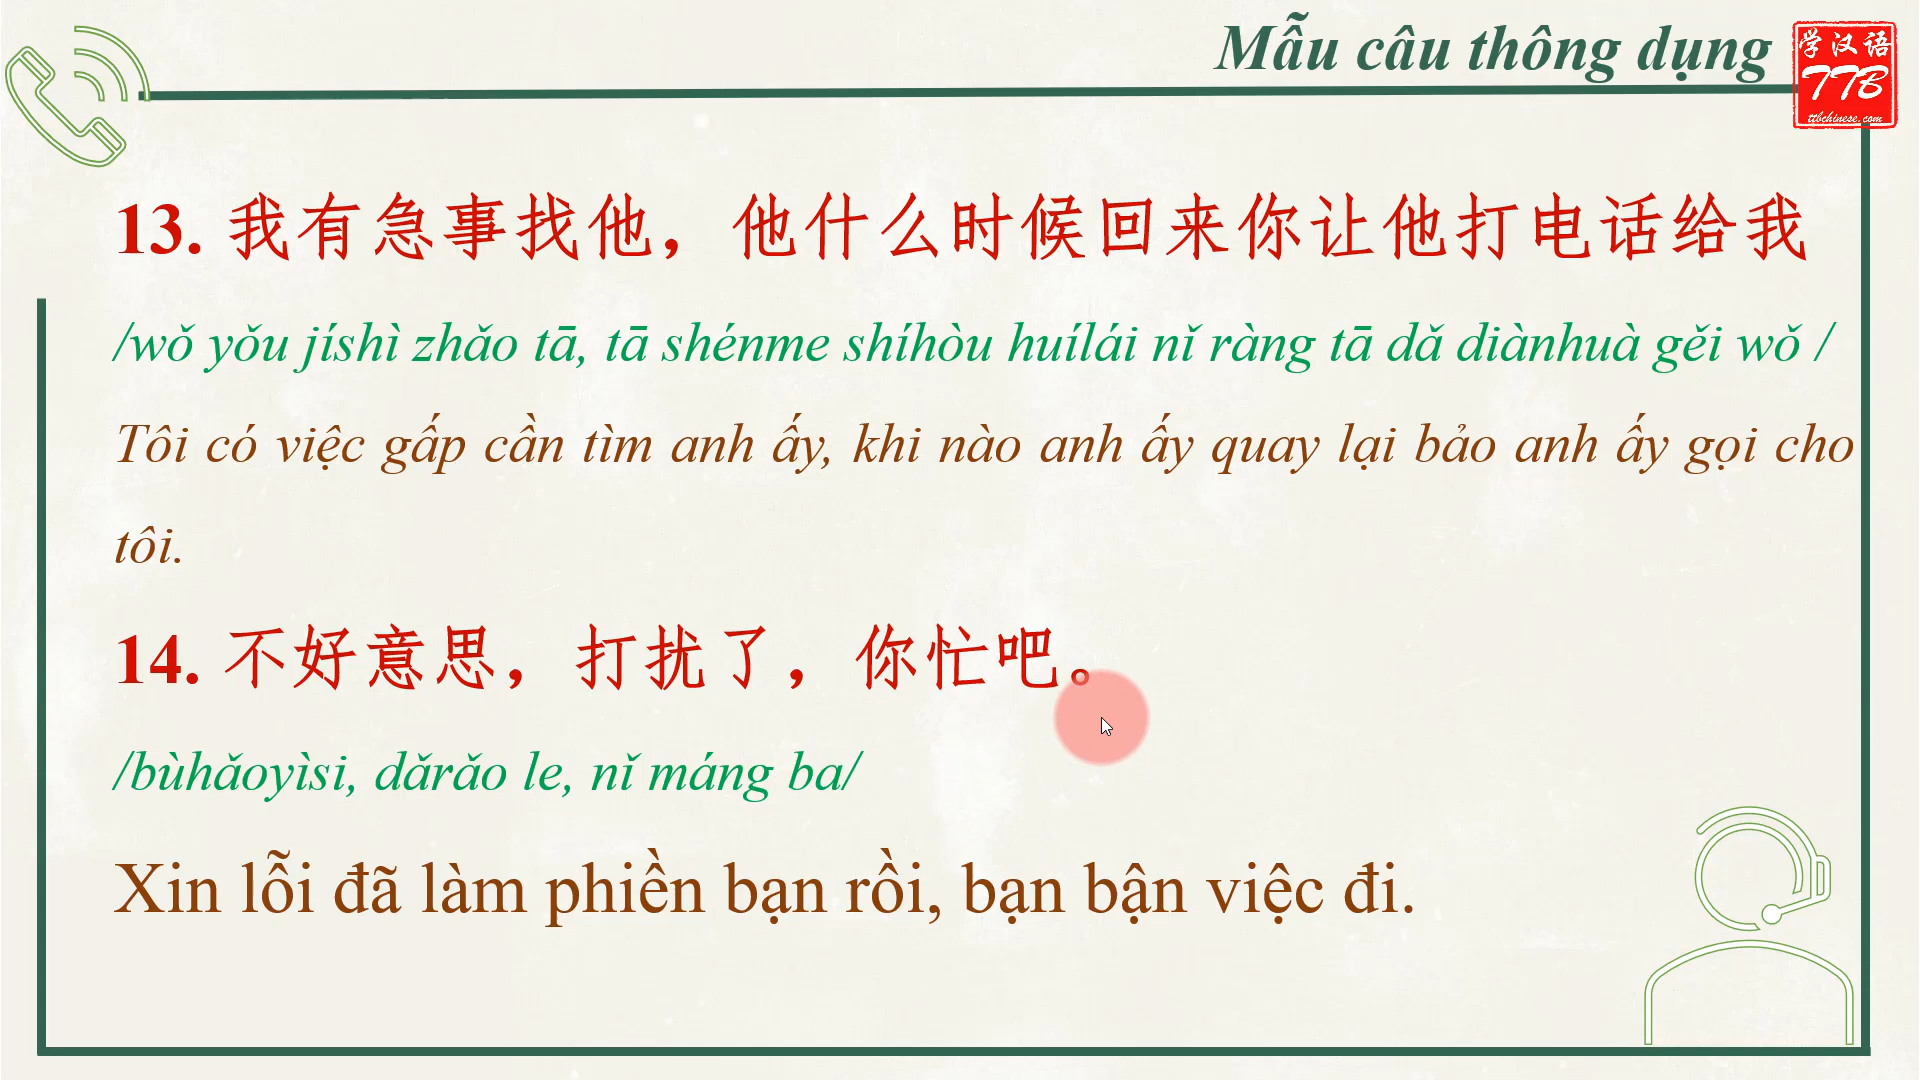 Mẫu câu thông dụng
学汉语
TTB
ttbchinese.com
13. 我有急事找他，他什么时候回来你让他打电话给我
/wǒ yǒu jíshì zhǎo tā, tā shénme shíhòu huílái nǐ ràng tā dǎ diànhuà gěi wǒ /
Tôi có việc gấp cần tìm anh ấy, khi nào anh ấy quay lại bảo anh ấy gọi cho
tôi.
14. 不好意思，打扰了，你忙吧。
/bùhǎoyìsi, dǎrǎo le, nǐ máng ba/
Xin lỗi đã làm phiền bạn rồi, bạn bận việc đi.